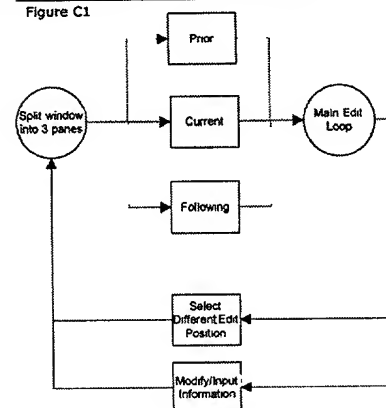 Figure C1
Prior
Split window
into 3 panes
Current
Main Edit
Loop
Following
Select
Different Edit
Position
Modify/Input
Information